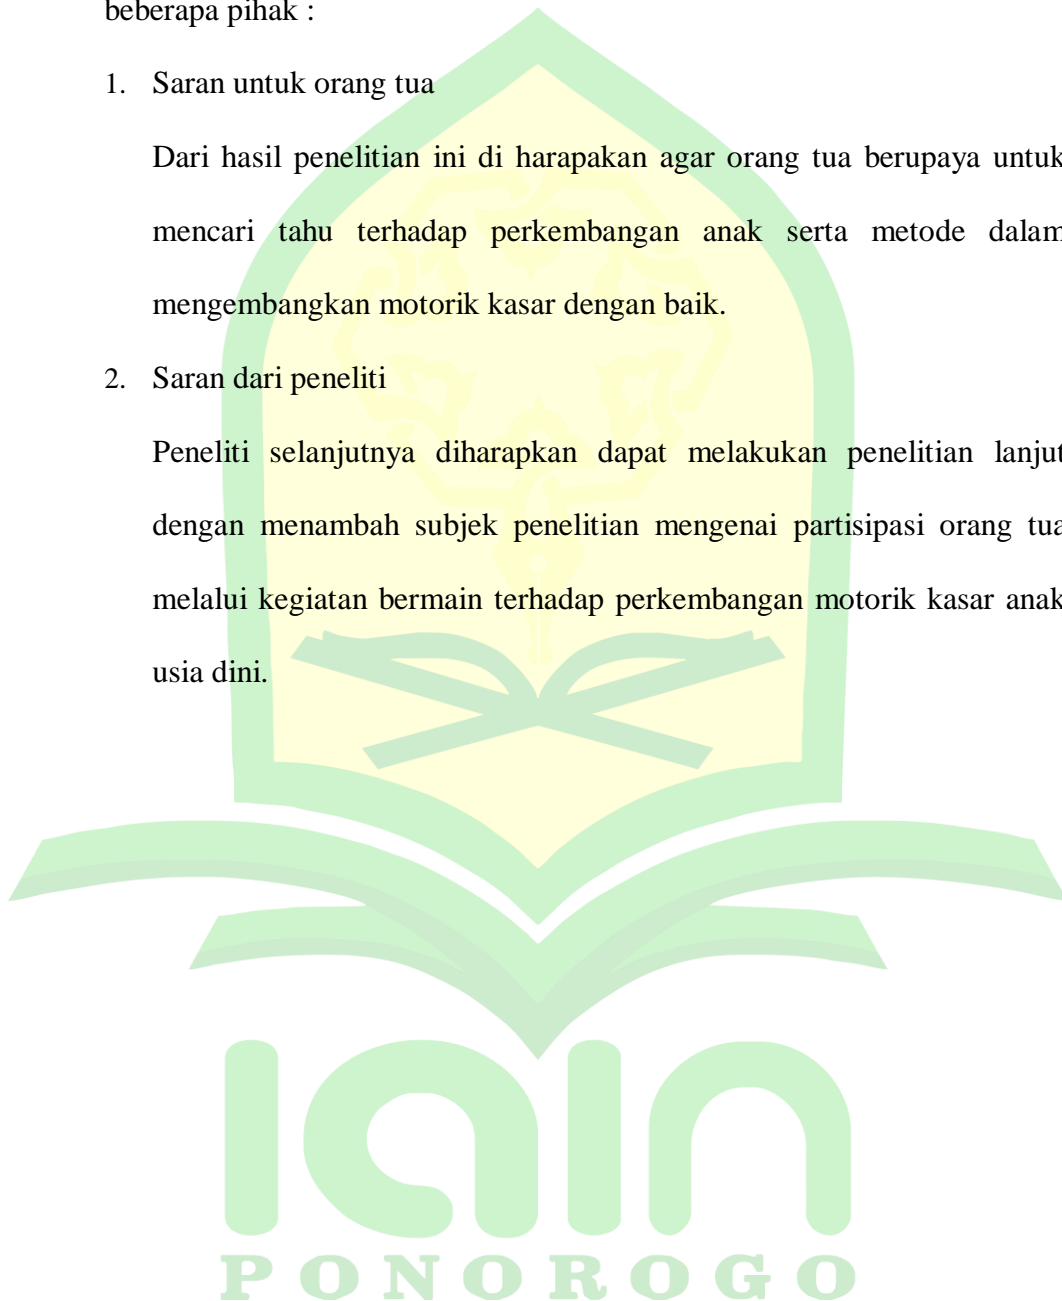 beberapa pihak :
1. Saran untuk orang tua
Dari hasil penelitian ini di harapakan agar orang tua berupaya untuk
mencari tahu terhadap perkembangan anak serta metode dalam
mengembangkan motorik kasar dengan baik.
2. Saran dari peneliti
Peneliti selanjutnya diharapkan dapat melakukan penelitian lanjut
dengan menambah subjek penelitian mengenai partisipasi orang tua
melalui kegiatan bermain terhadap perkembangan motorik kasar anak
usia dini.
IAIN
PONOROGO